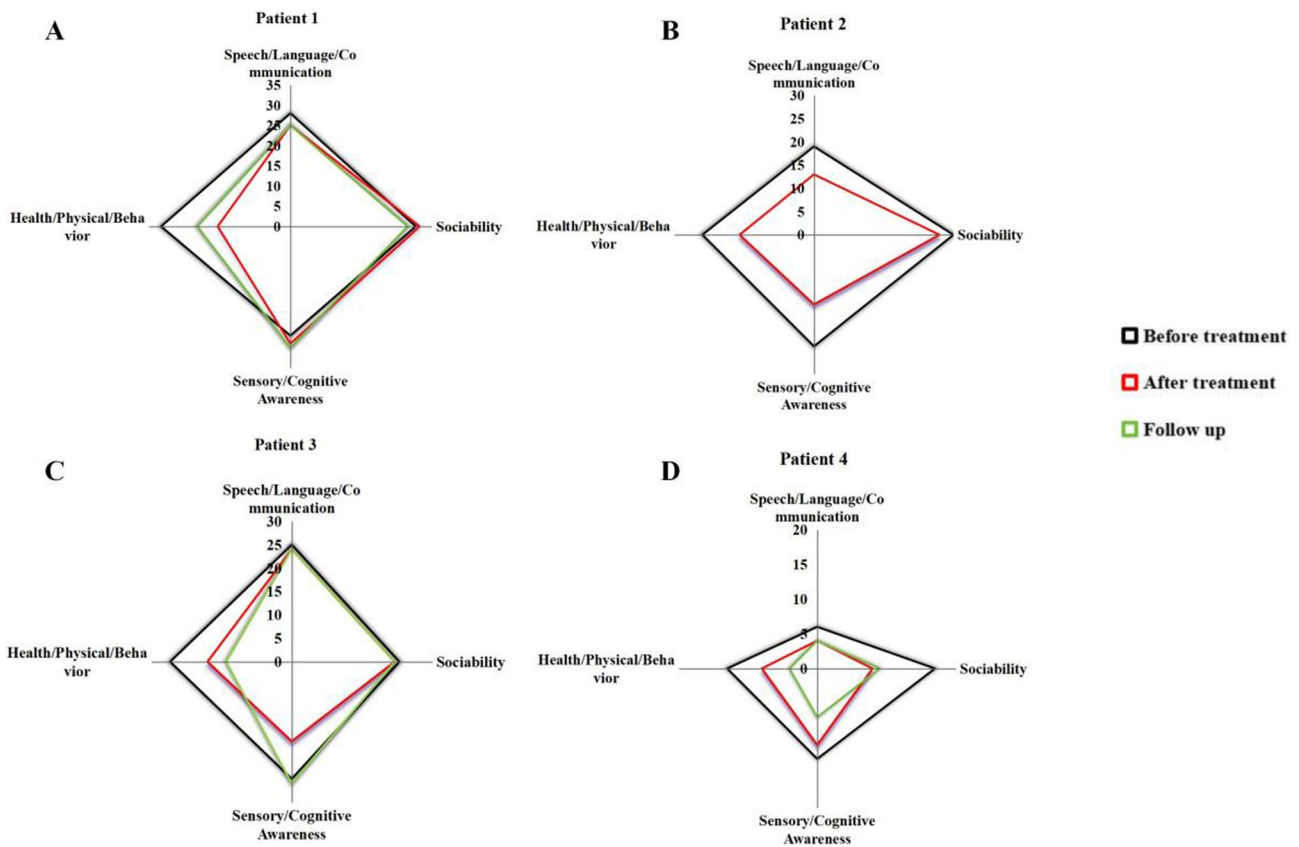 A
Patient 1
Speech/Language/Co
mmunication
35
30
25
20
15
10
5
0
Health/Physical/Beha
vior
Sociability
Sensory/Cognitive
Awareness
B
Patient 2
Speech/Language/Co
mmunication
30
25
20
15
10
5
0
Health/Physical/Beha
vior
Sociability
Sensory/Cognitive
Awareness
Before treatment
After treatment
Follow up
C
Patient 3
Speech/Language/Co
mmunication
30
25
20
15
10
5
0
Health/Physical/Beha
vior
Sociability
Sensory/Cognitive
Awareness
D
Patient 4
Speech/Language/Co
mmunication
20
15
10
5
0
Health/Physical/Beha
vior
Sociability
Sensory/Cognitive
Awareness